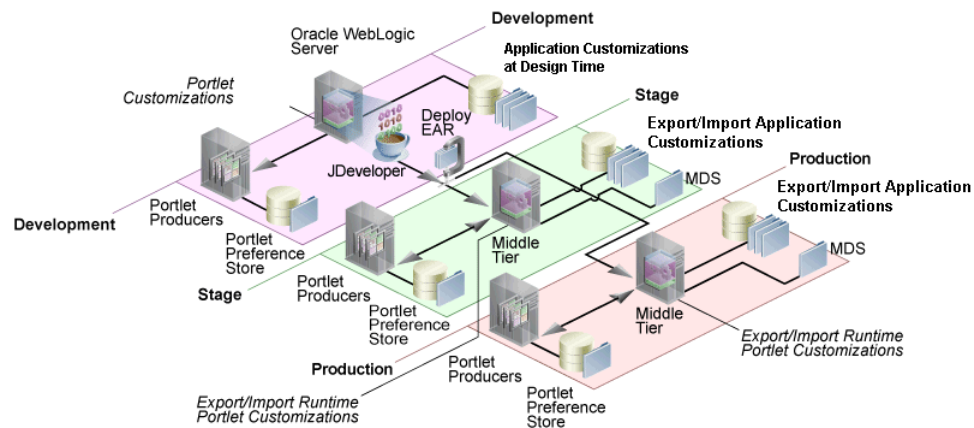 Development
Oracle WebLogic
Server
Application Customizations
at Design Time
Portlet
Customizations
0010
1010
Deploy
EAR
JDeveloper
Stage
Export/Import Application
Customizations
Production
MDS
Export/Import Application
Customizations
Portlet
Producers
Development
Portlet
Preference
Store
Middle
Tier
MDS
Stage
Portlet
Producers
Portlet
Preference
Store
Middle
Tier
Export/Import Runtime
Portlet Customizations
Production
Portlet
Producers
Portlet
Preference
Store
Export/Import Runtime
Portlet Customizations